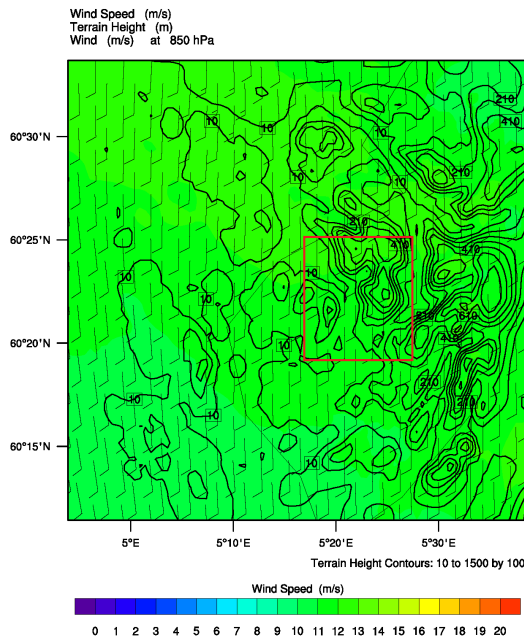 Wind Speed (m/s)
Terrain Height (m)
Wind (m/s) at 850 hPa
210
410
60°30'N
10
10
10
210
10
10
210
60°25'N
410
410
10
10
10
610
60°20'N
10
410
210
10
210
10
60°15'N
10
5°E
5°10'E
5°20'E
5°30'E
Terrain Height Contours: 10 to 1500 by 100
Wind Speed (m/s)
0 1 2 3 4 5 6 7 8 9 10 11 12 13 14 15 16 17 18 19 20